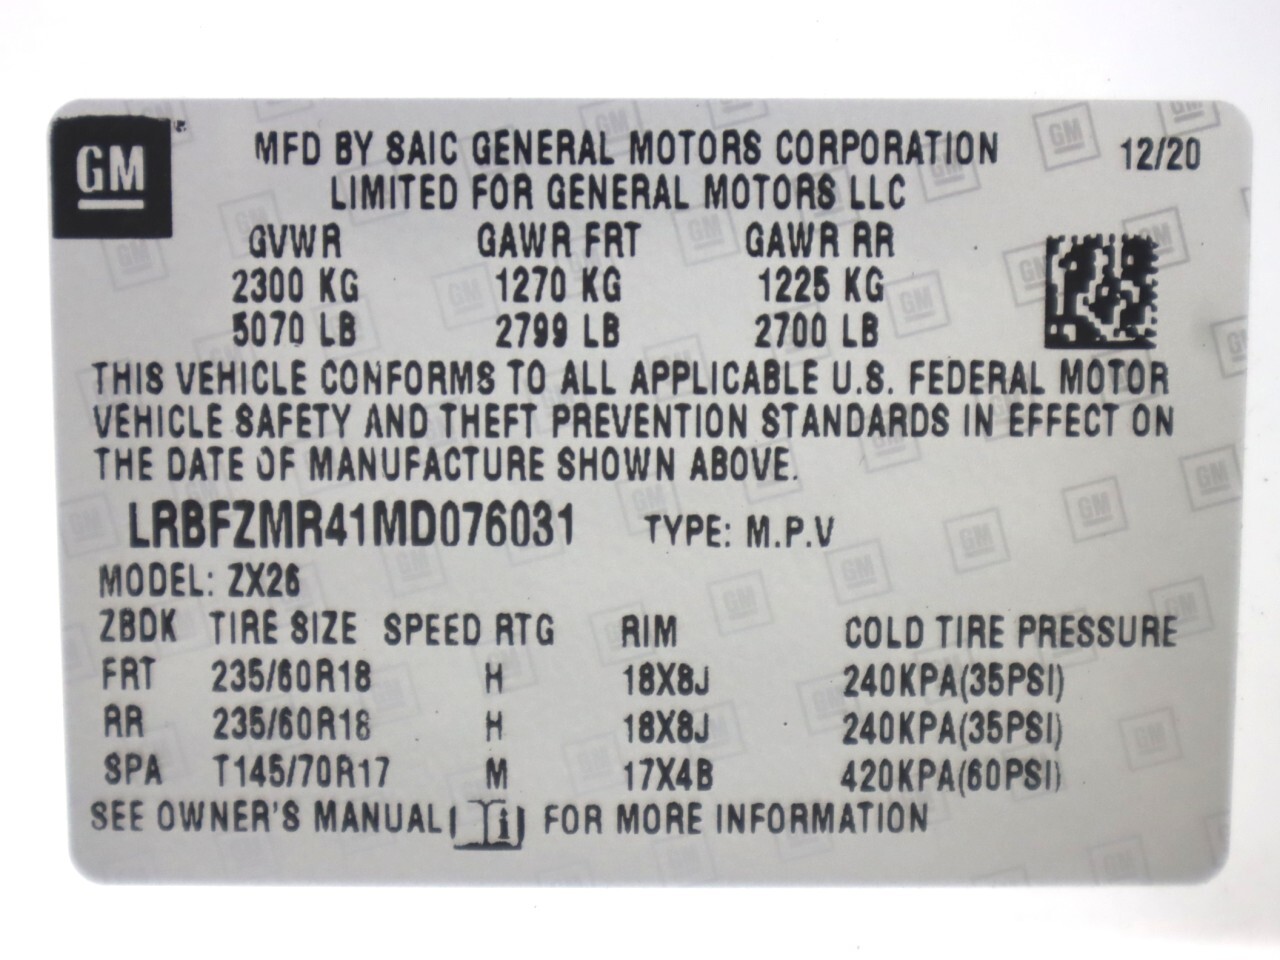 GM
MFD BY SAIC GENERAL MOTORS CORPORATION 12/20
LIMITED FOR GENERAL MOTORS LLC
GVWR GAWR FRT GAWR RR
2300 KG 1270 KG 1225 KG
5070 LB 2799 LB 2700 LB
THIS VEHICLE CONFORMS TO ALL APPLICABLE U.S. FEDERAL MOTOR
VEHICLE SAFETY AND THEFT PREVENTION STANDARDS IN EFFECT ON
THE DATE OF MANUFACTURE SHOWN ABOVE.
LRBFZMR41MD076031 TYPE: M.P.V
MODEL: ZX26
ZBDK TIRE SIZE SPEED RTG RIM COLD TIRE PRESSURE
FRT 235/60R18 H 18X8J 240KPA(35PSI)
RR 235/60R18 H 18X8J 240KPA(35PSI)
SPA T145/70R17 M 17X4B 420KPA(60PSI)
SEE OWNER'S MANUAL i FOR MORE INFORMATION